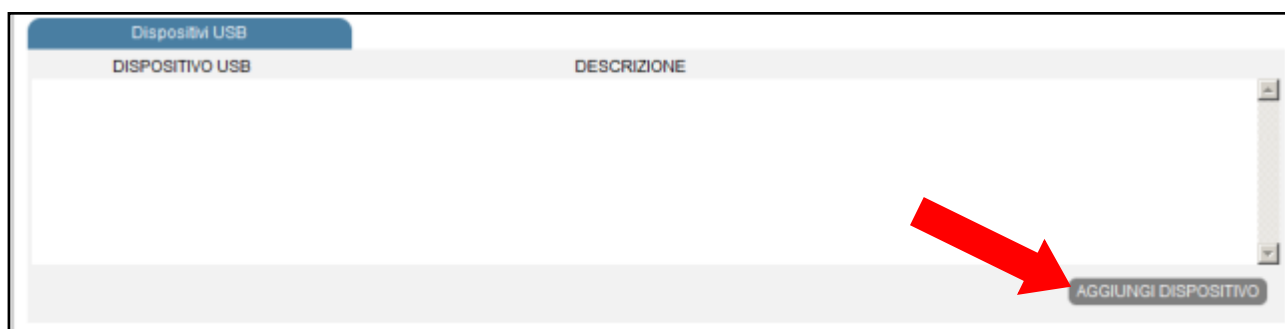 Dispositivi USB
DISPOSITIVO USB DESCRIZIONE
AGGIUNGI DISPOSITIVO